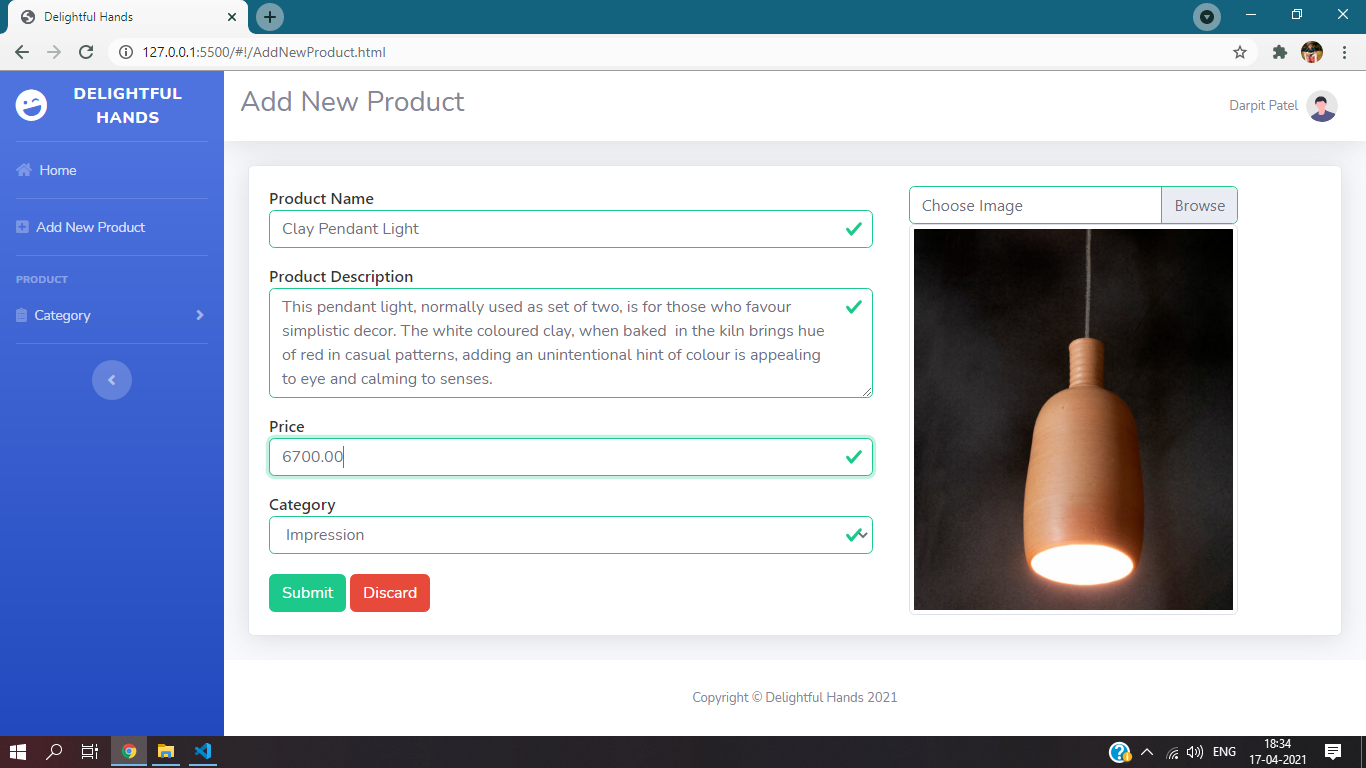 Delightful Hands
127.0.0.1:5500/#!/AddNewProduct.html
DELIGHTFUL
HANDS
Home
Add New Product
PRODUCT
Category
Add New Product
Darpit Patel
Product Name
Clay Pendant Light
Product Description
This pendant light, normally used as set of two, is for those who favour
simplistic decor. The white coloured clay, when baked  in the kiln brings hue
of red in casual patterns, adding an unintentional hint of colour is appealing
to eye and calming to senses.
Price
6700.00
Category
Impression
Submit Discard
Choose Image Browse
Copyright © Delightful Hands 2021
ENG
18:34
17-04-2021